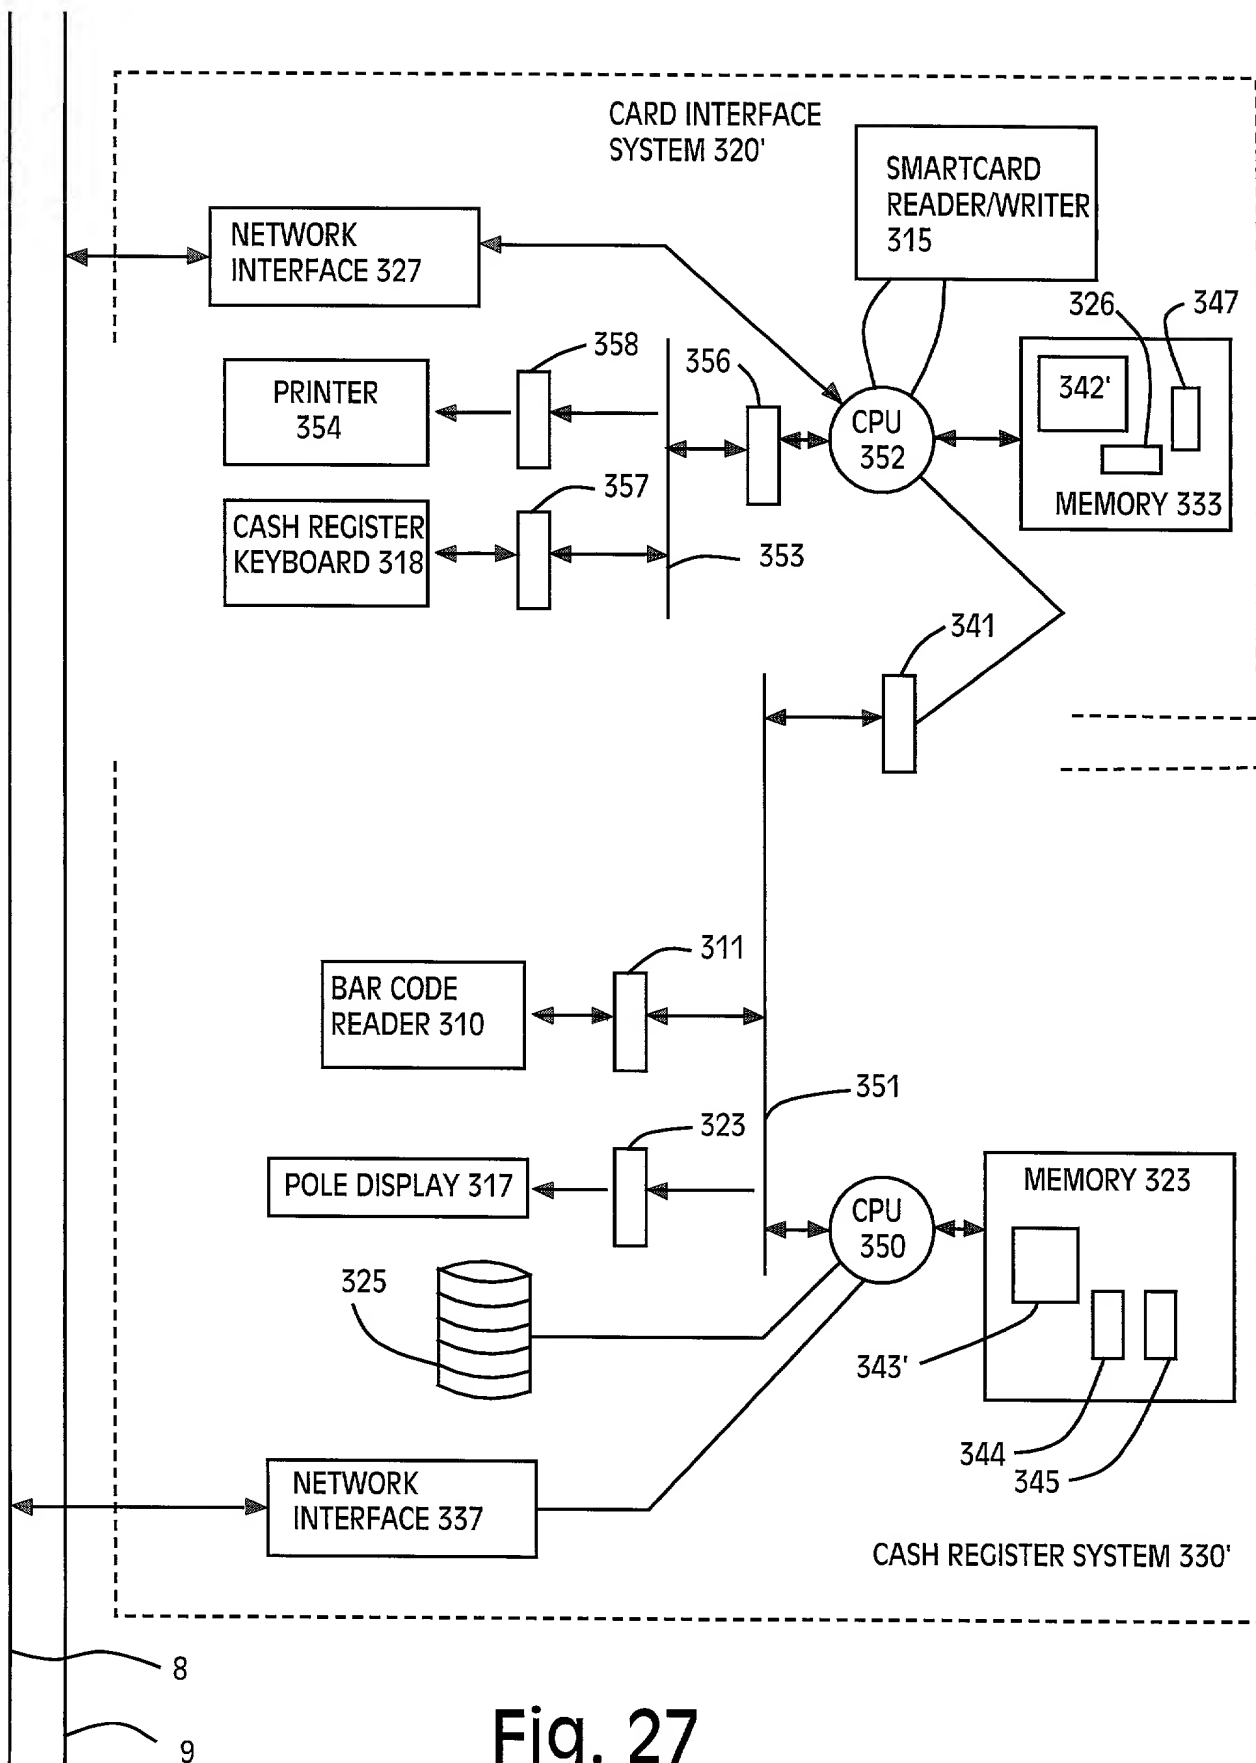 CARD INTERFACE
SYSTEM 320'
SMARTCARD
READER/WRITER
315
NETWORK
INTERFACE 327
326
347
358
356
PRINTER
354
342'
CPU
352
MEMORY 333
357
CASH REGISTER
KEYBOARD 318
353
341
311
BAR CODE
READER 310
351
323
POLE DISPLAY 317
MEMORY 323
CPU
350
325
343'
344
345
NETWORK
INTERFACE 337
CASH REGISTER SYSTEM 330'
8
9
Fig. 27